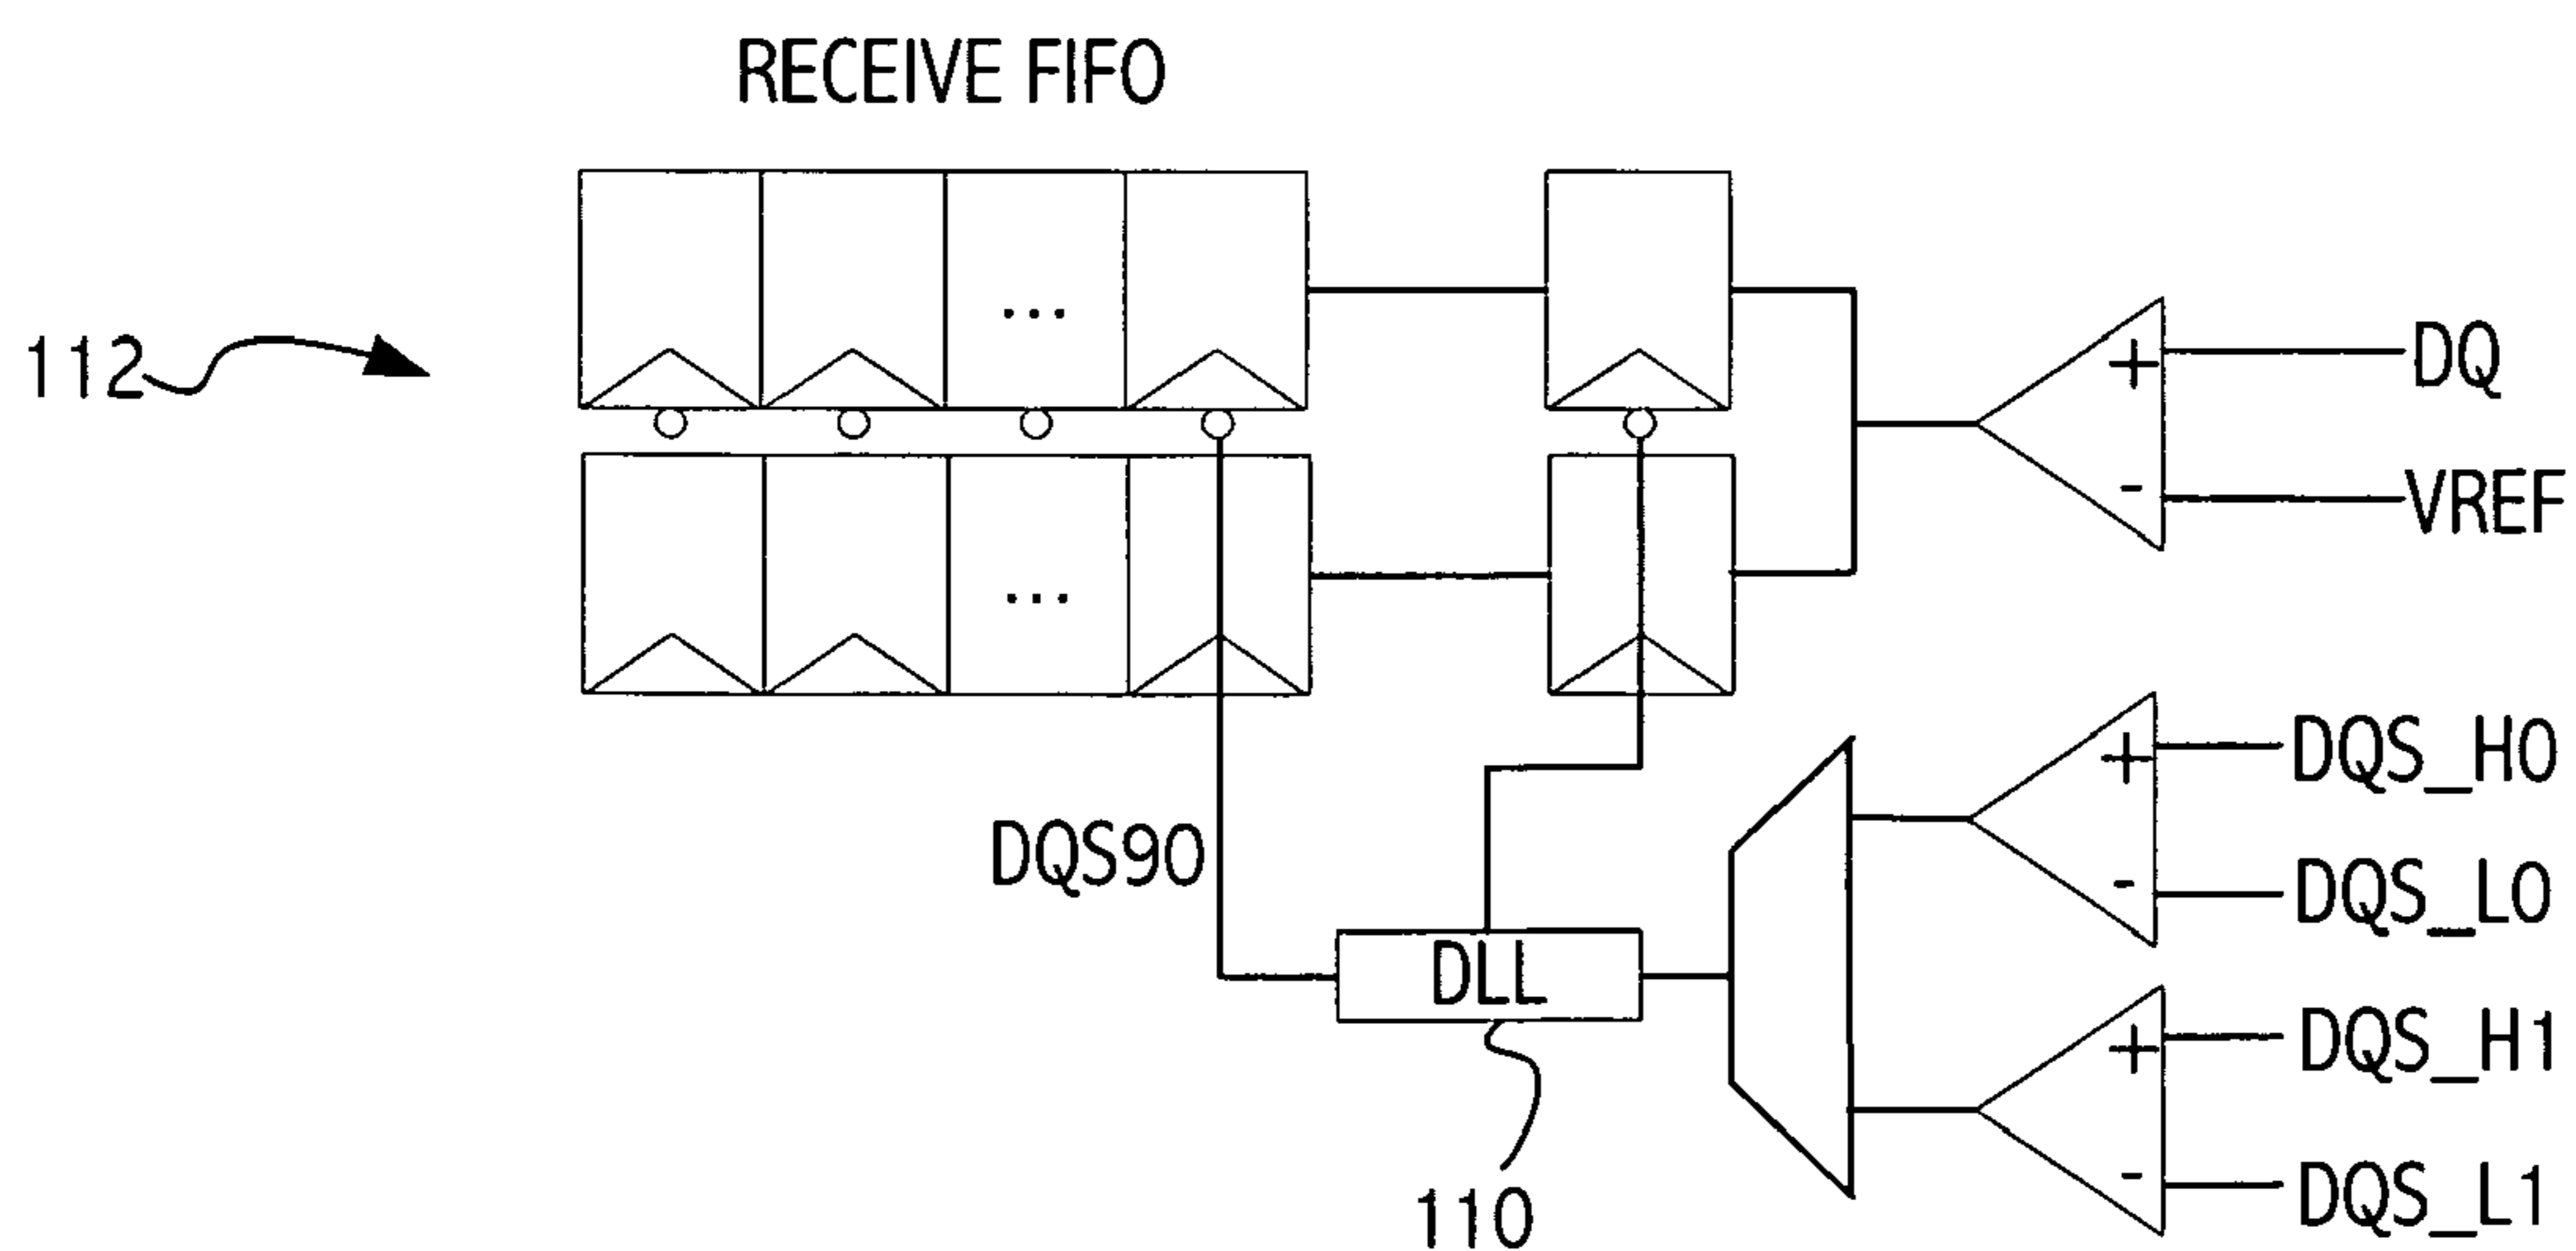 RECEIVE FIFO
112
...
+
DQ
-
VREF
...
+
DQS_H0
DQS90
-
DQS_L0
DLL
+
DQS_H1
-
DQS_L1
110